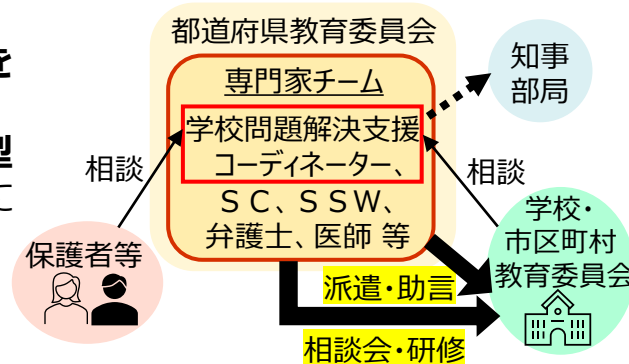 を
型
に
都道府県教育委員会
専門家チーム
学校問題解決支援
コーディネーター、
ＳＣ、ＳＳＷ、
弁護士、医師 等
知事
部局
相談
相談
保護者等
学校・
市区町村
教育委員会
派遣・助言
相談会・研修